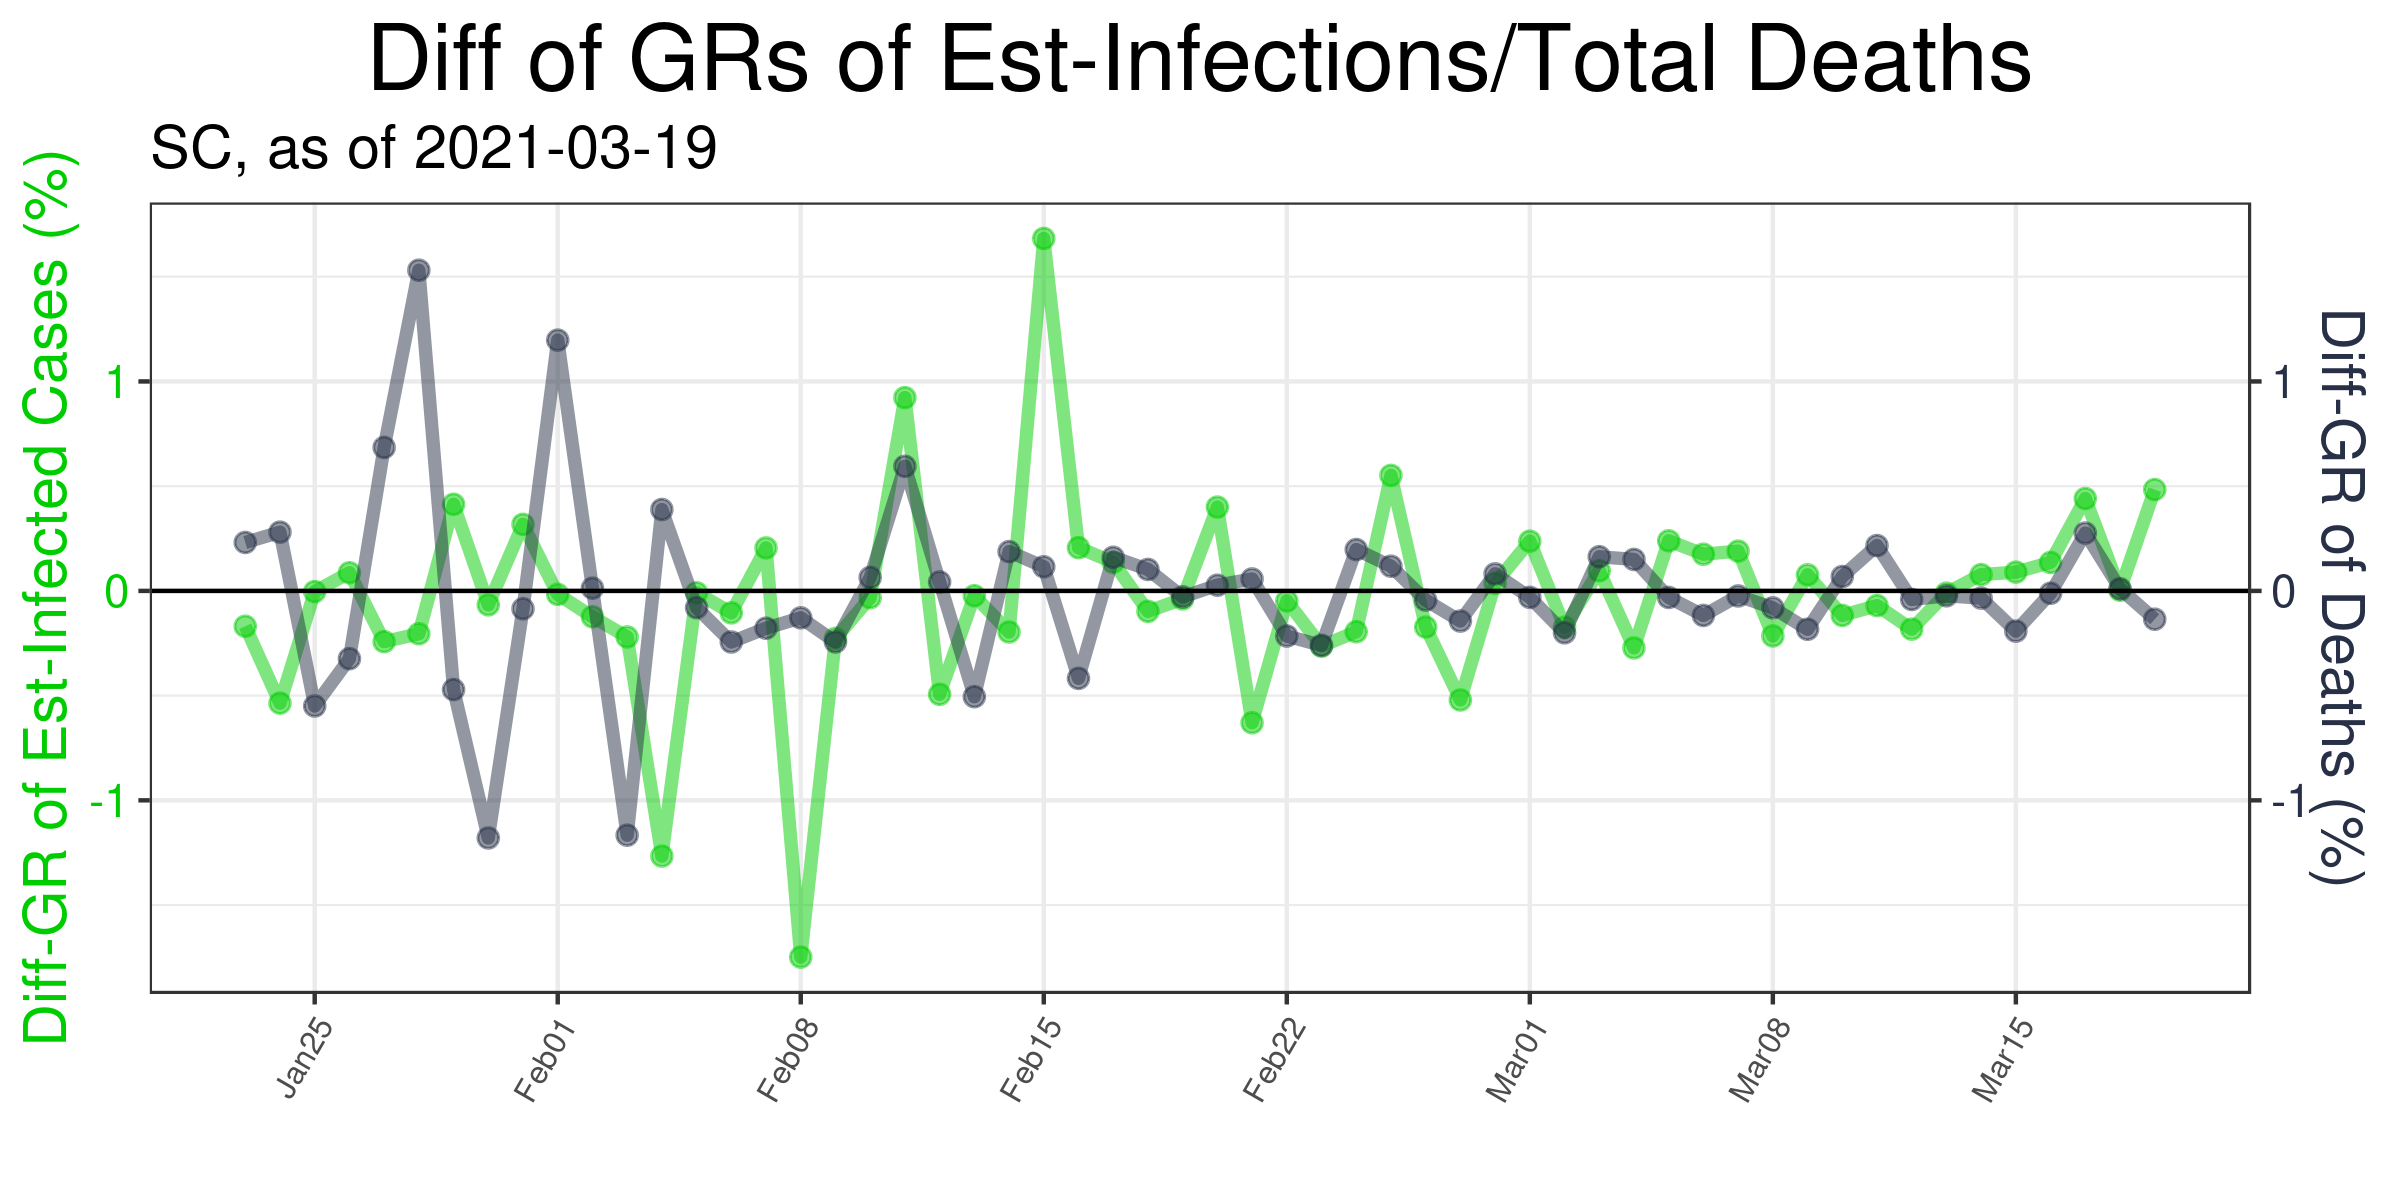 Diff of GRs of Est-Infections/Total Deaths
SC, as of 2021-03-19
Diff-GR of Est-Infected Cases (%)
1
0
-1
1
0
-1
Diff-GR of Deaths (%)
Jan25
Feb01
Feb08
Feb15
Feb22
Mar01
Mar08
Mar15